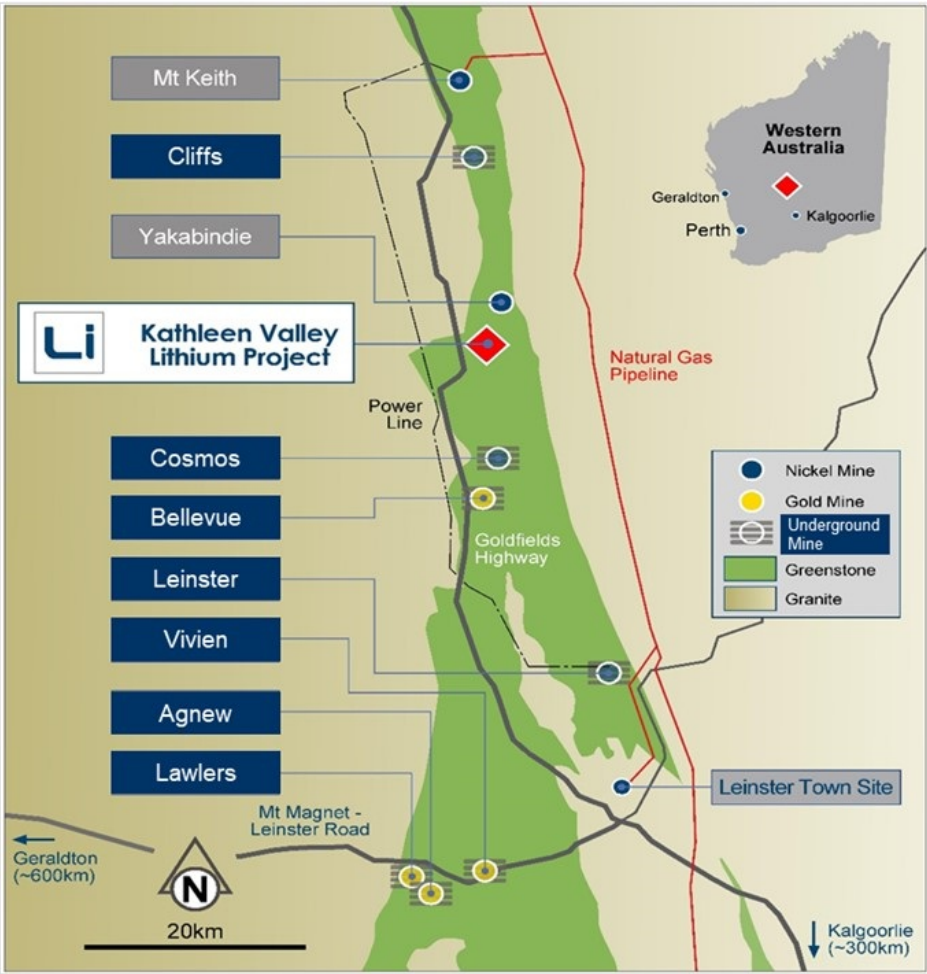 Mt Keith
Cliffs
Yakabindie
Li
Kathleen Valley
Lithium Project
Cosmos
Bellevue
Leinster
Vivien
Agnew
Lawlers
Power
Line
Goldfields
Highway
Natural Gas
Pipeline
Western
Australia
Geraldton
Kalgoorlie
Perth
Nickel Mine
Gold Mine
Underground
Mine
Greenstone
Granite
Leinster Town Site
Mt Magnet -
Leinster Road
Geraldton
(~600km)
N
20km
Kalgoorlie
(~300km)